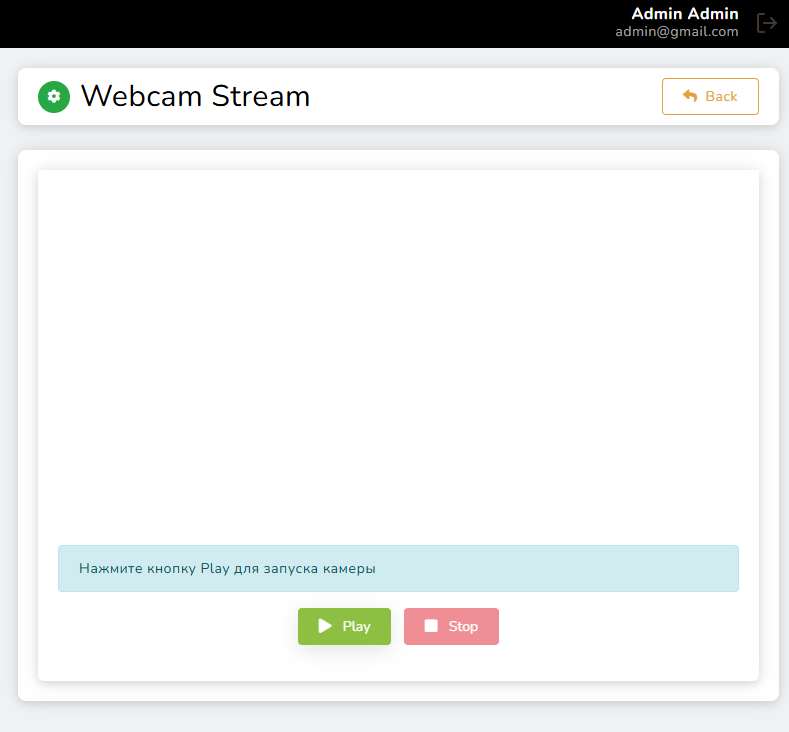 Admin Admin
admin@gmail.com
Webcam Stream
Back
Нажмите кнопку Play для запуска камеры
Play
Stop